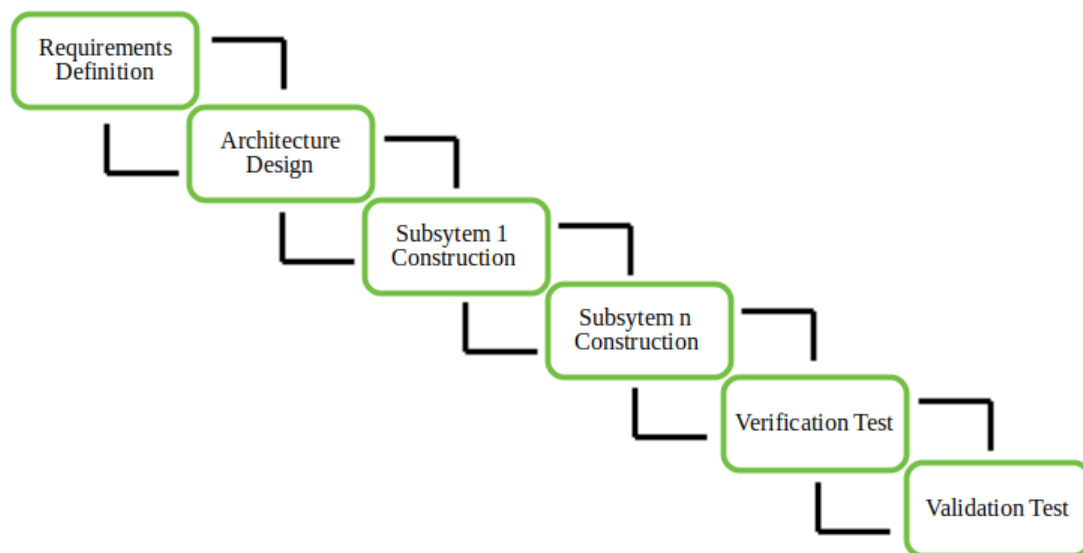 Requirements
Definition
Architecture
Design
Subsytem 1
Construction
Subsytem n
Construction
Verification Test
Validation Test